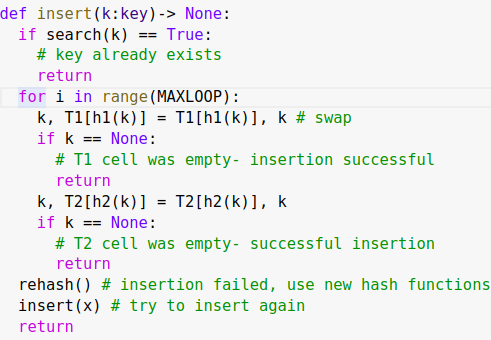 def insert(k:key)-> None:
  if search(k) == True:
    # key already exists
    return
  for i in range(MAXLOOP):
    k, T1[h1(k)] = T1[h1(k)], k # swap
    if k == None:
      # T1 cell was empty- insertion successful
      return
    k, T2[h2(k)] = T2[h2(k)], k
    if k == None:
      # T2 cell was empty- successful insertion
      return
  rehash() # insertion failed, use new hash functions
  insert(x) # try to insert again
  return